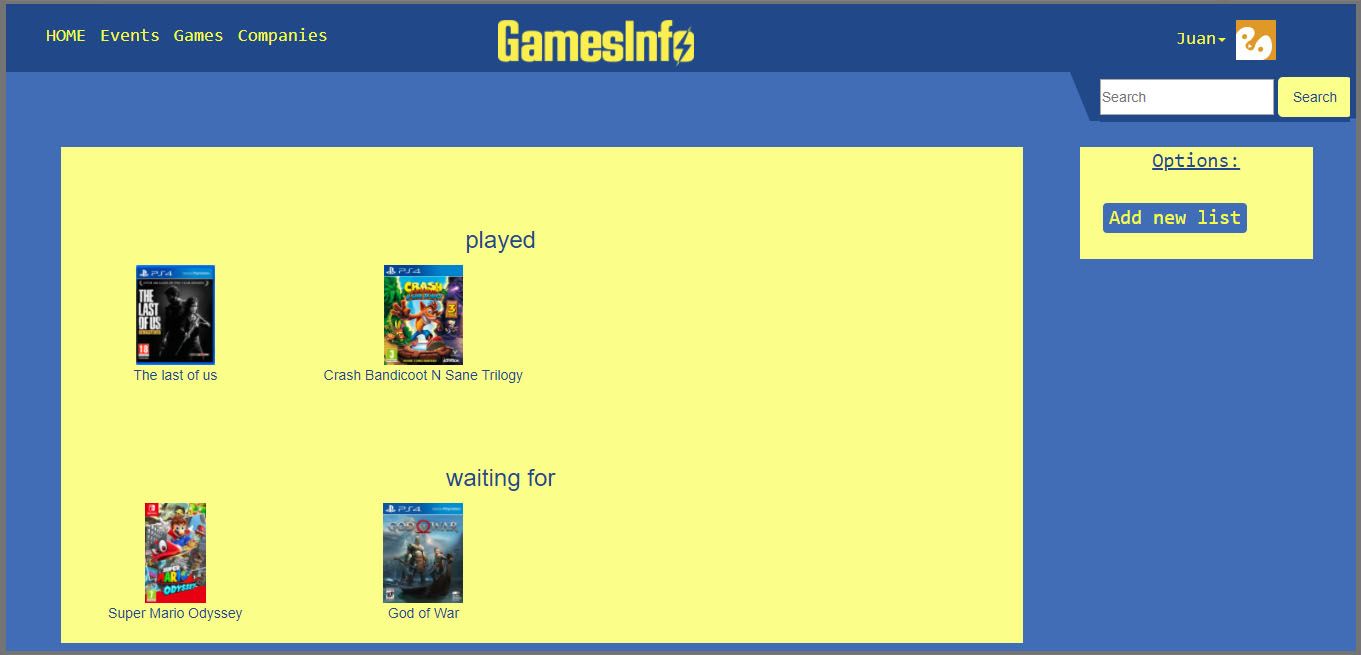 HOME Events Games Companies
GamesInfo
Juan
Search
Search
Options:
Add new list
played
PS4
THE LAST OF US
REMASTERED
18
The last of us
PS4
CRASH
3
Crash Bandicoot N Sane Trilogy
waiting for
SUPER MARIO ODYSSEY
Super Mario Odyssey
PS4
GOD OF WAR
God of War